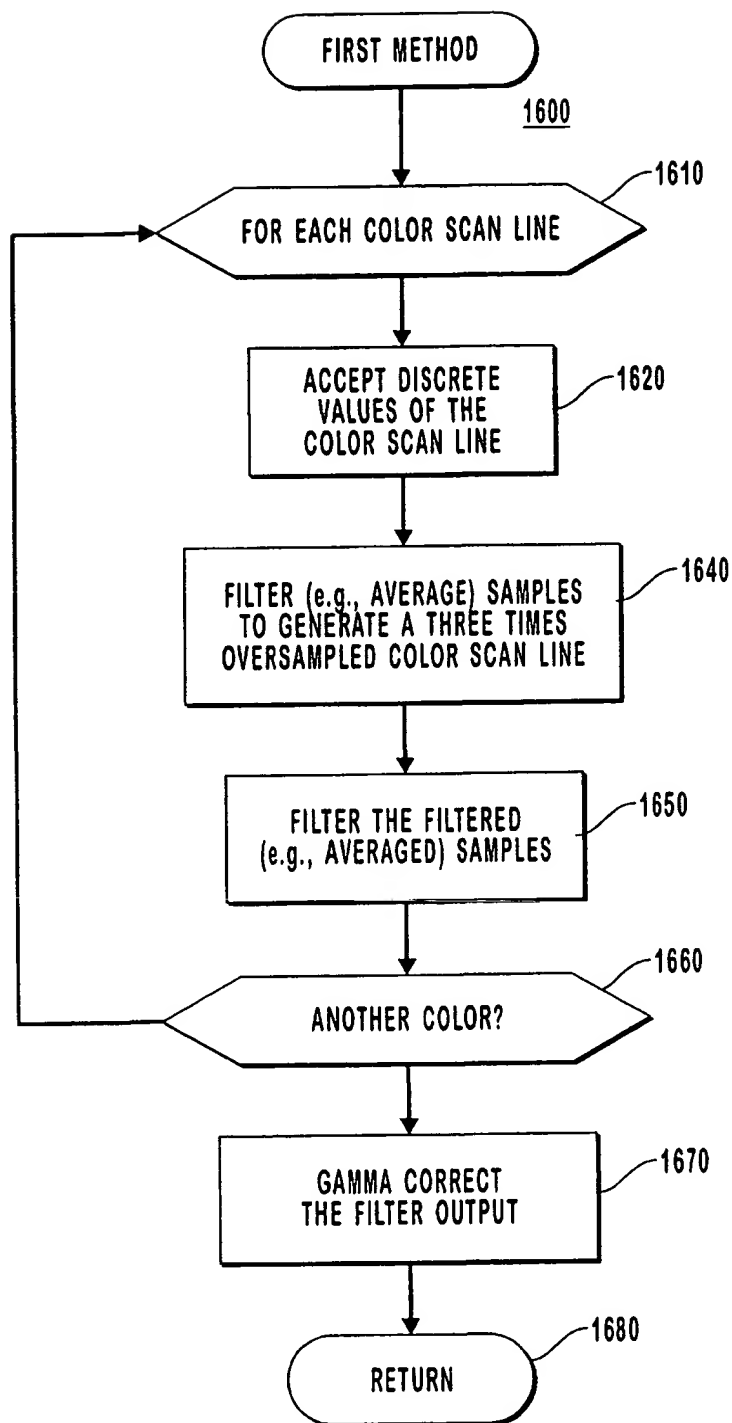 FIRST METHOD
1600
1610
FOR EACH COLOR SCAN LINE
ACCEPT DISCRETE
VALUES OF THE
COLOR SCAN LINE
1620
FILTER (e.g., AVERAGE) SAMPLES
TO GENERATE A THREE TIMES
OVERSAMPLED COLOR SCAN LINE
1640
FILTER THE FILTERED
(e.g., AVERAGED) SAMPLES
1650
1660
ANOTHER COLOR?
GAMMA CORRECT
THE FILTER OUTPUT
1670
RETURN
1680